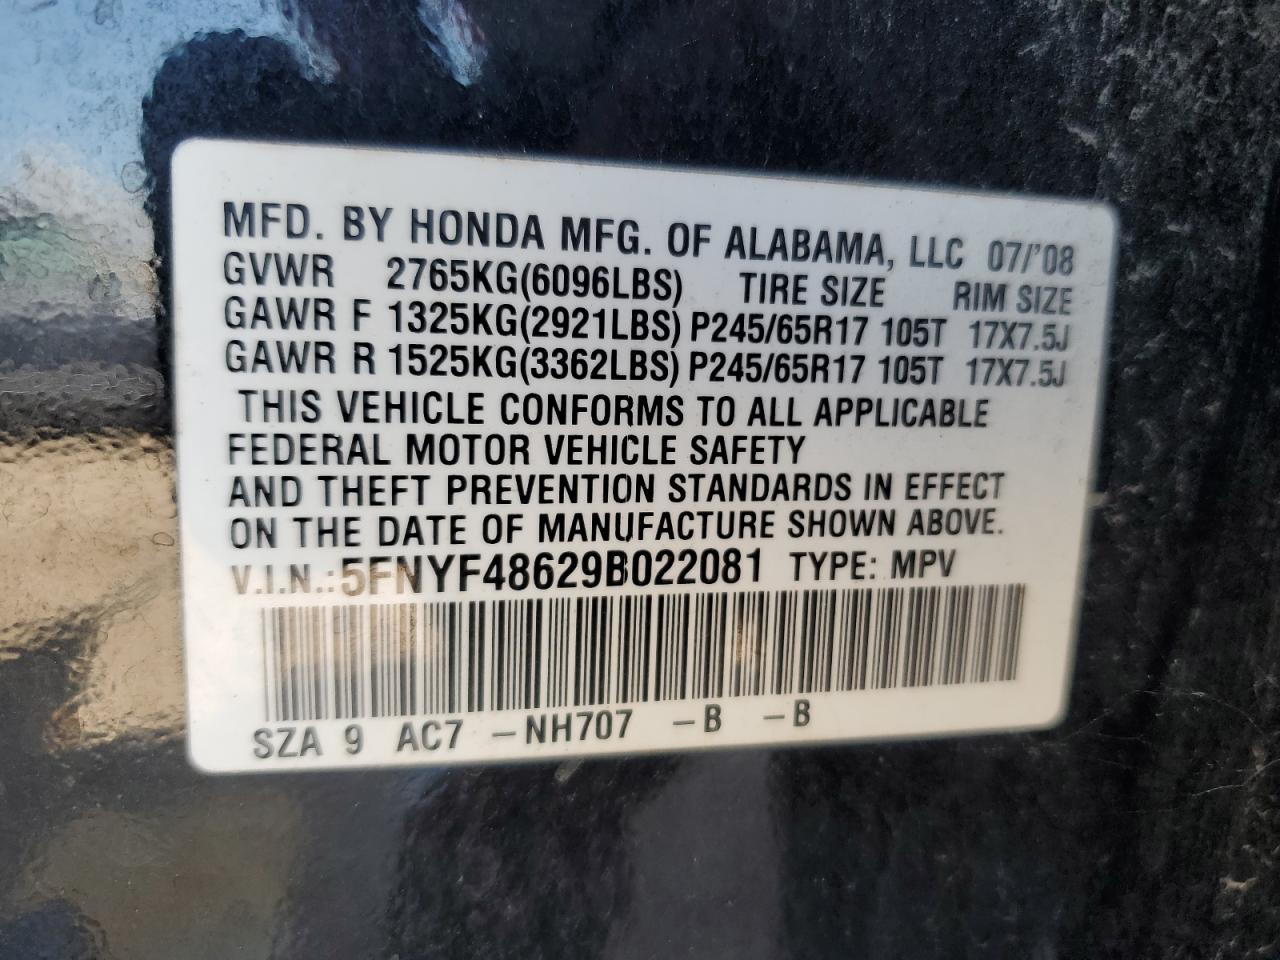 MFD. BY HONDA MFG. OF ALABAMA, LLC 07/'08
GVWR 2765KG(6096LBS) TIRE SIZE RIM SIZE
GAWR F 1325KG(2921LBS) P245/65R17 105T 17X7.5J
GAWR R 1525KG(3362LBS) P245/65R17 105T 17X7.5J
THIS VEHICLE CONFORMS TO ALL APPLICABLE
FEDERAL MOTOR VEHICLE SAFETY
AND THEFT PREVENTION STANDARDS IN EFFECT
ON THE DATE OF MANUFACTURE SHOWN ABOVE.
V.I.N.:5FNYF48629B022081 TYPE: MPV
SZA 9 AC7 -NH707 -B -B